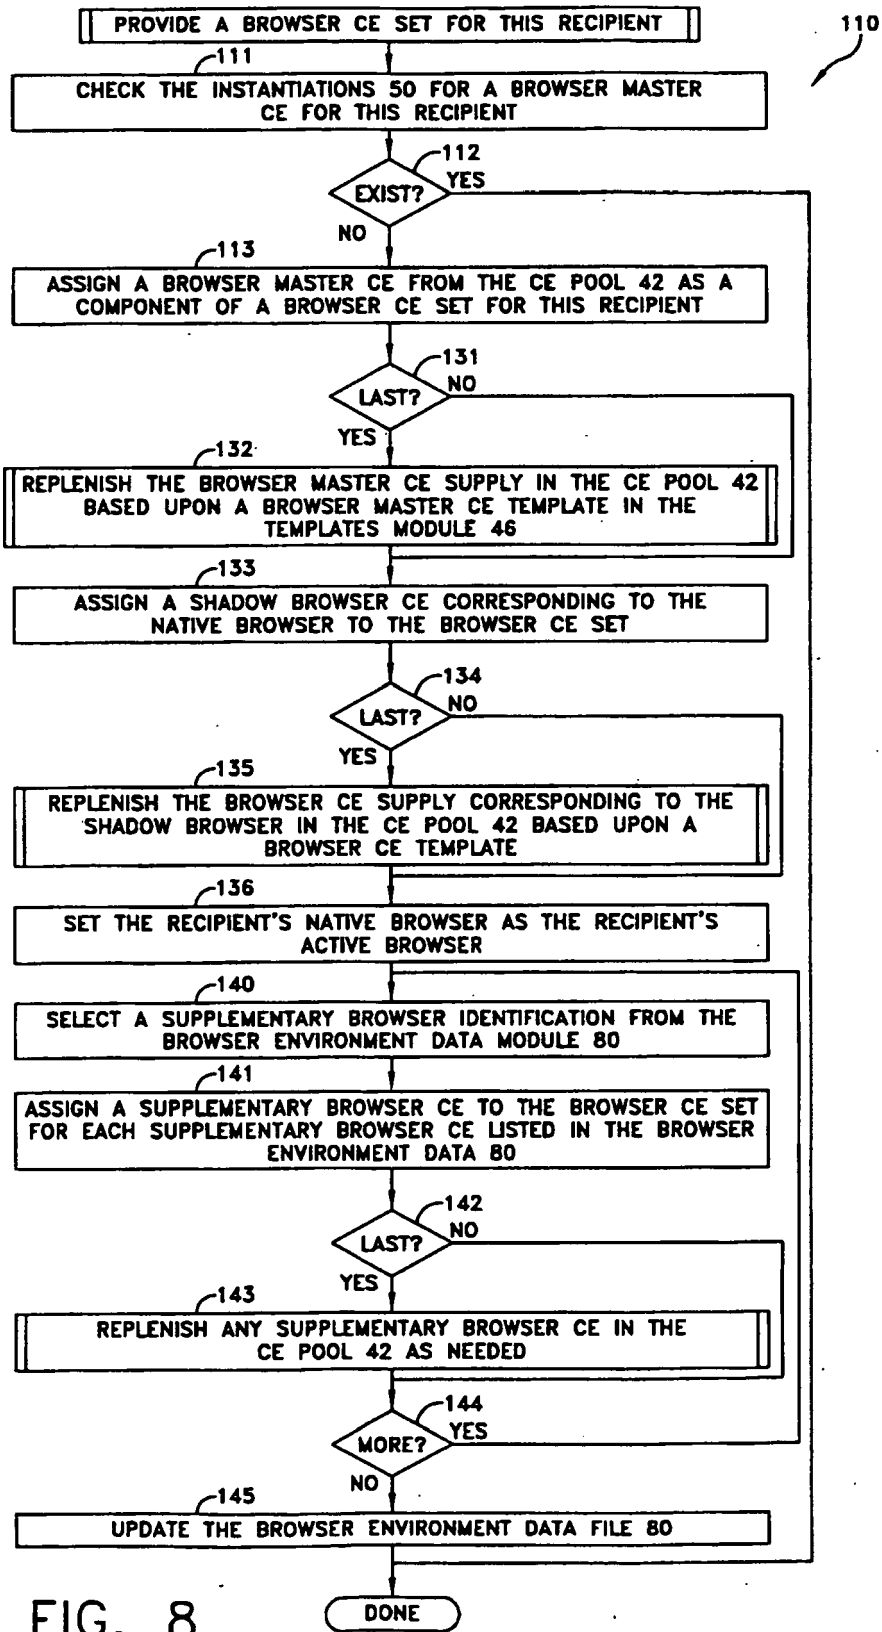 PROVIDE A BROWSER CE SET FOR THIS RECIPIENT
110
111
CHECK THE INSTANTIATIONS 50 FOR A BROWSER MASTER
CE FOR THIS RECIPIENT
112
EXIST?
YES
NO
113
ASSIGN A BROWSER MASTER CE FROM THE CE POOL 42 AS A
COMPONENT OF A BROWSER CE SET FOR THIS RECIPIENT
131
LAST?
NO
YES
132
REPLENISH THE BROWSER MASTER CE SUPPLY IN THE CE POOL 42
BASED UPON A BROWSER MASTER CE TEMPLATE IN THE
TEMPLATES MODULE 46
133
ASSIGN A SHADOW BROWSER CE CORRESPONDING TO THE
NATIVE BROWSER TO THE BROWSER CE SET
134
LAST?
NO
YES
135
REPLENISH THE BROWSER CE SUPPLY CORRESPONDING TO THE
SHADOW BROWSER IN THE CE POOL 42 BASED UPON A
BROWSER CE TEMPLATE
136
SET THE RECIPIENT'S NATIVE BROWSER AS THE RECIPIENT'S
ACTIVE BROWSER
140
SELECT A SUPPLEMENTARY BROWSER IDENTIFICATION FROM THE
BROWSER ENVIRONMENT DATA MODULE 80
141
ASSIGN A SUPPLEMENTARY BROWSER CE TO THE BROWSER CE SET
FOR EACH SUPPLEMENTARY BROWSER CE LISTED IN THE BROWSER
ENVIRONMENT DATA 80
142
LAST?
NO
YES
143
REPLENISH ANY SUPPLEMENTARY BROWSER CE IN THE
CE POOL 42 AS NEEDED
144
MORE?
YES
NO
145
UPDATE THE BROWSER ENVIRONMENT DATA FILE 80
DONE
FIG. 8